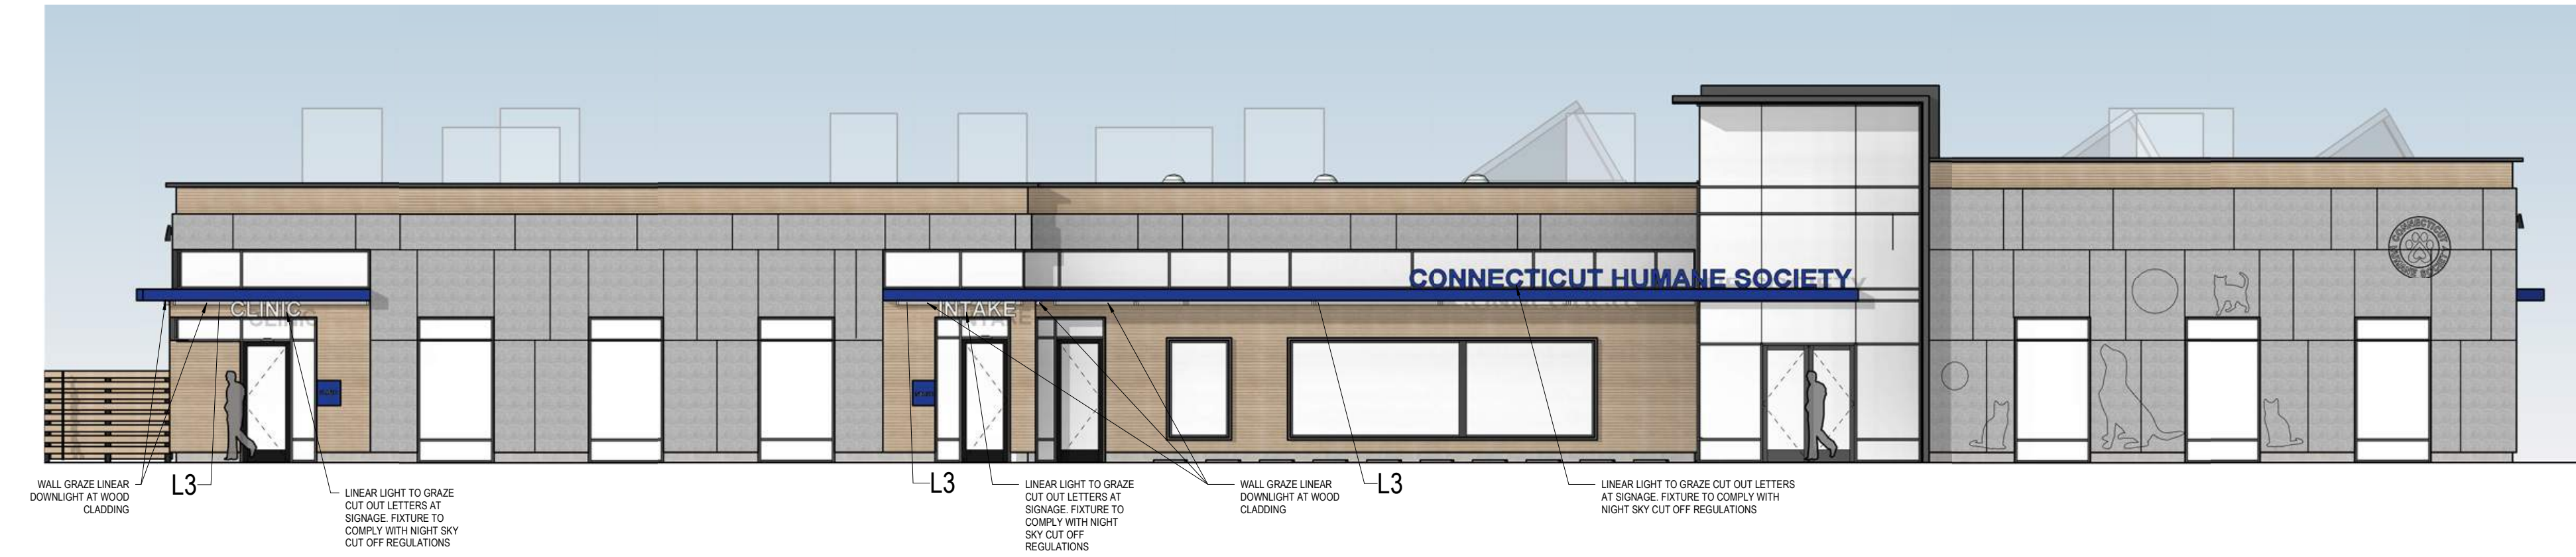 CONNECTICUT
HUMANE SOCIETY
CONNECTICUT HUMANE SOCIETY
CLINIC
INTAKE
WALL GRAZE LINEAR
DOWNLIGHT AT WOOD
CLADDING
L3
LINEAR LIGHT TO GRAZE
CUT OUT LETTERS AT
SIGNAGE. FIXTURE TO
COMPLY WITH NIGHT SKY
CUT OFF REGULATIONS
L3
LINEAR LIGHT TO GRAZE
CUT OUT LETTERS AT
SIGNAGE. FIXTURE TO
COMPLY WITH NIGHT
SKY CUT OFF
REGULATIONS
WALL GRAZE LINEAR
DOWNLIGHT AT WOOD
CLADDING
L3
LINEAR LIGHT TO GRAZE CUT OUT LETTERS
AT SIGNAGE. FIXTURE TO COMPLY WITH
NIGHT SKY CUT OFF REGULATIONS